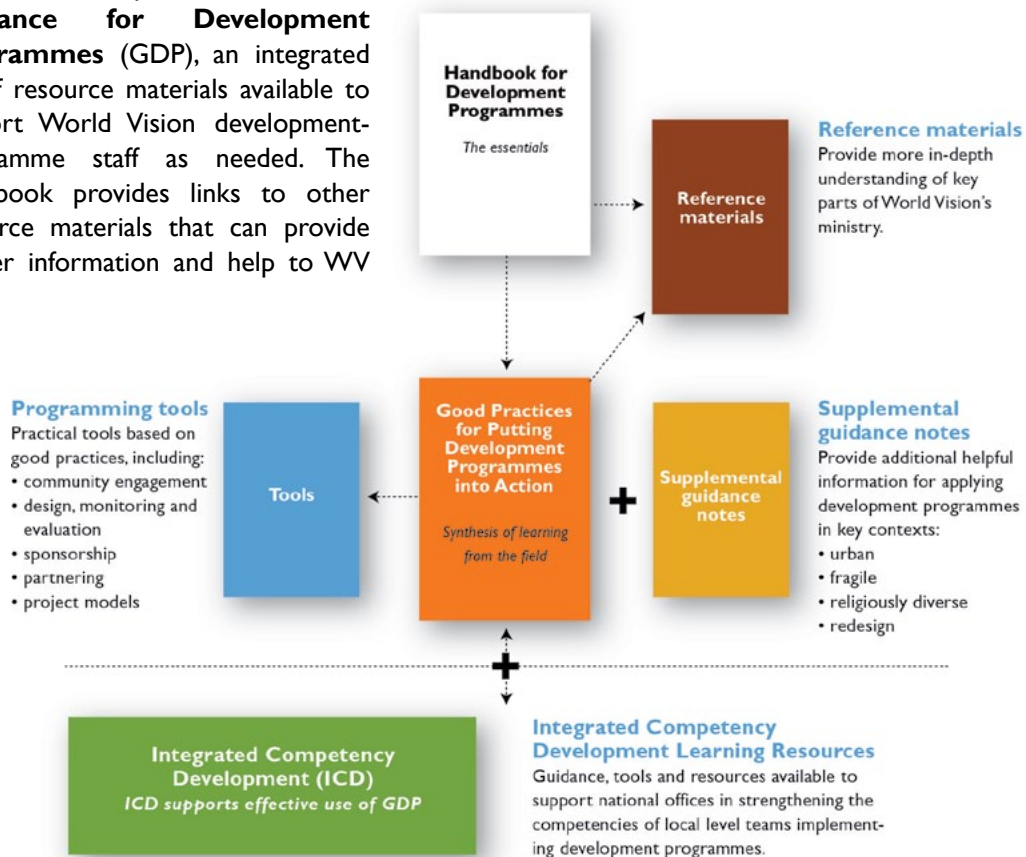 ance for Development
rammes (GDP), an integrated
f resource materials available to
ort World Vision development-
amme staff as needed. The
book provides links to other
rce materials that can provide
er information and help to WV
Handbook for
Development
Programmes
The essentials
Reference
materials
Reference materials
Provide more in-depth
understanding of key
parts of World Vision's
ministry.
Programming tools
Practical tools based on
good practices, including:
• community engagement
• design, monitoring and
evaluation
• sponsorship
• partnering
• project models
Tools
Good Practices
for Putting
Development
Programmes
into Action
Synthesis of learning
from the field
+
Supplemental
guidance
notes
Supplemental
guidance notes
Provide additional helpful
information for applying
development programmes
in key contexts:
• urban
• fragile
• religiously diverse
• redesign
+
Integrated Competency
Development (ICD)
ICD supports effective use of GDP
Integrated Competency
Development Learning Resources
Guidance, tools and resources available to
support national offices in strengthening the
competencies of local level teams implement-
ing development programmes.